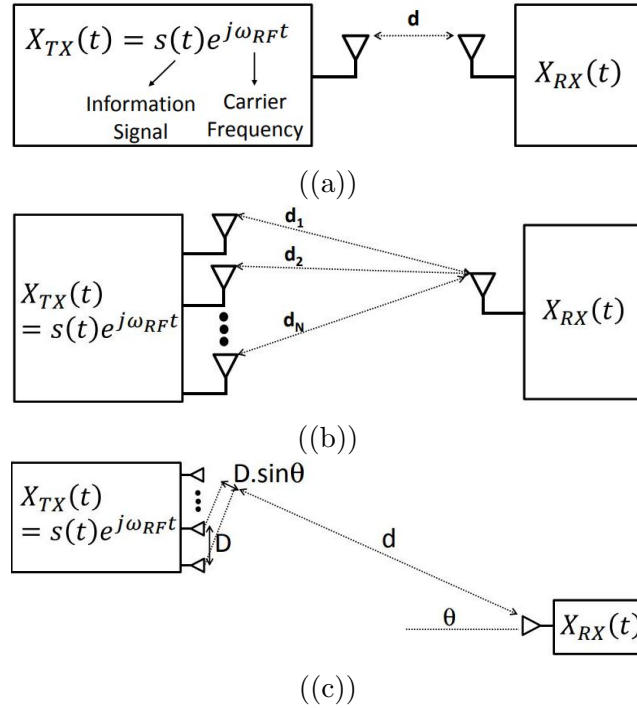 X_TX(t) = s(t)e^{jω_RF t}
d
X_RX(t)
Information
Signal
Carrier
Frequency
((a))
d_1
d_2
d_N
X_TX(t)
= s(t)e^{jω_RF t}
X_RX(t)
((b))
X_TX(t)
= s(t)e^{jω_RF t}
D.sinθ
D
d
θ
X_RX(t)
((c))